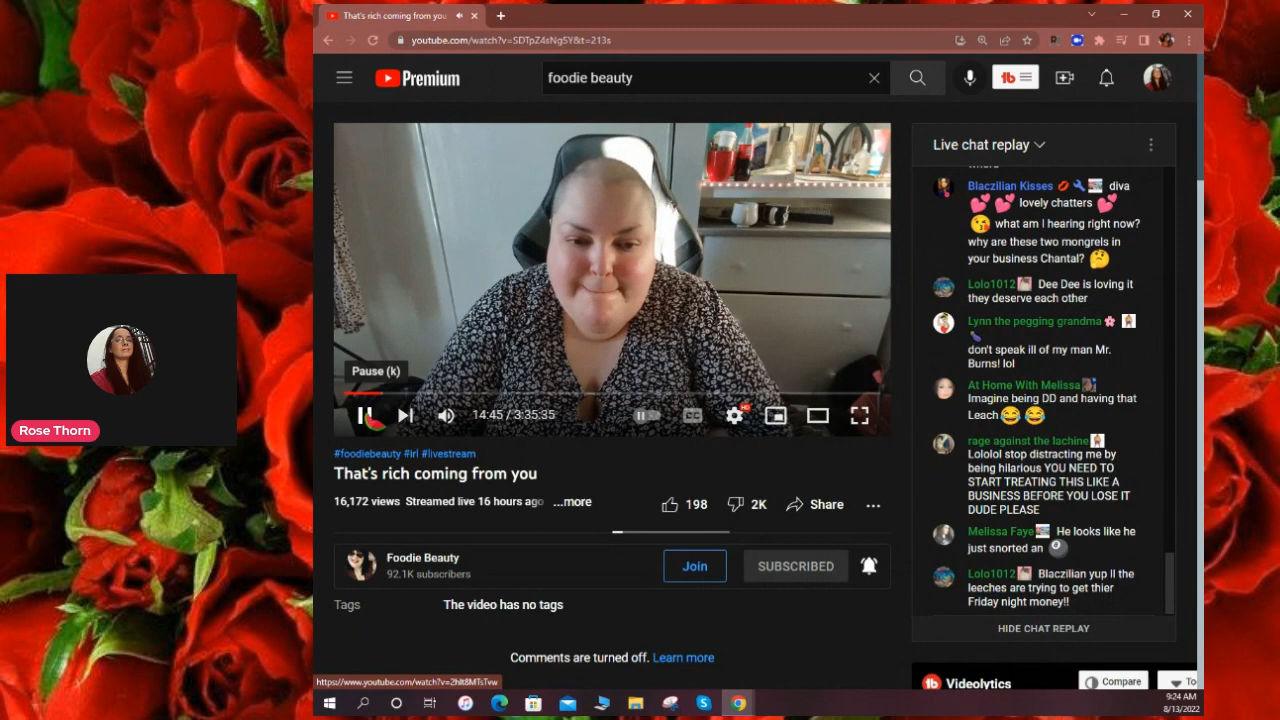 That's rich coming from you
youtube.com/watch?v=SDTpZ4sNg5Y&t=213s
Premium
foodie beauty
Live chat replay
Blaczilian Kisses diva
lovely chatters
what am I hearing right now?
why are these two mongrels in
your business Chantal?
Lolo1012 Dee Dee is loving it
they deserve each other
Lynn the pegging grandma
don't speak ill of my man Mr.
Burns! lol
At Home With Melissa
Imagine being DD and having that
Leach
rage against the lachine
Lololol stop distracting me by
being hilarious YOU NEED TO
START TREATING THIS LIKE A
BUSINESS BEFORE YOU LOSE IT
DUDE PLEASE
Melissa Faye He looks like he
just snorted an
Lolo1012 Blaczilian yup ll the
leeches are trying to get thier
Friday night money!!
HIDE CHAT REPLAY
Pause (k)
14:45 / 3:35:35
CC
HD
Rose Thorn
#foodiebeauty #irl #livestream
That's rich coming from you
16,172 views Streamed live 16 hours ago ...more
198
2K
Share
Foodie Beauty
92.1K subscribers
Join
SUBSCRIBED
Tags
The video has no tags
Comments are turned off. Learn more
Videolytics
Compare
To
9:24 AM
8/13/2022